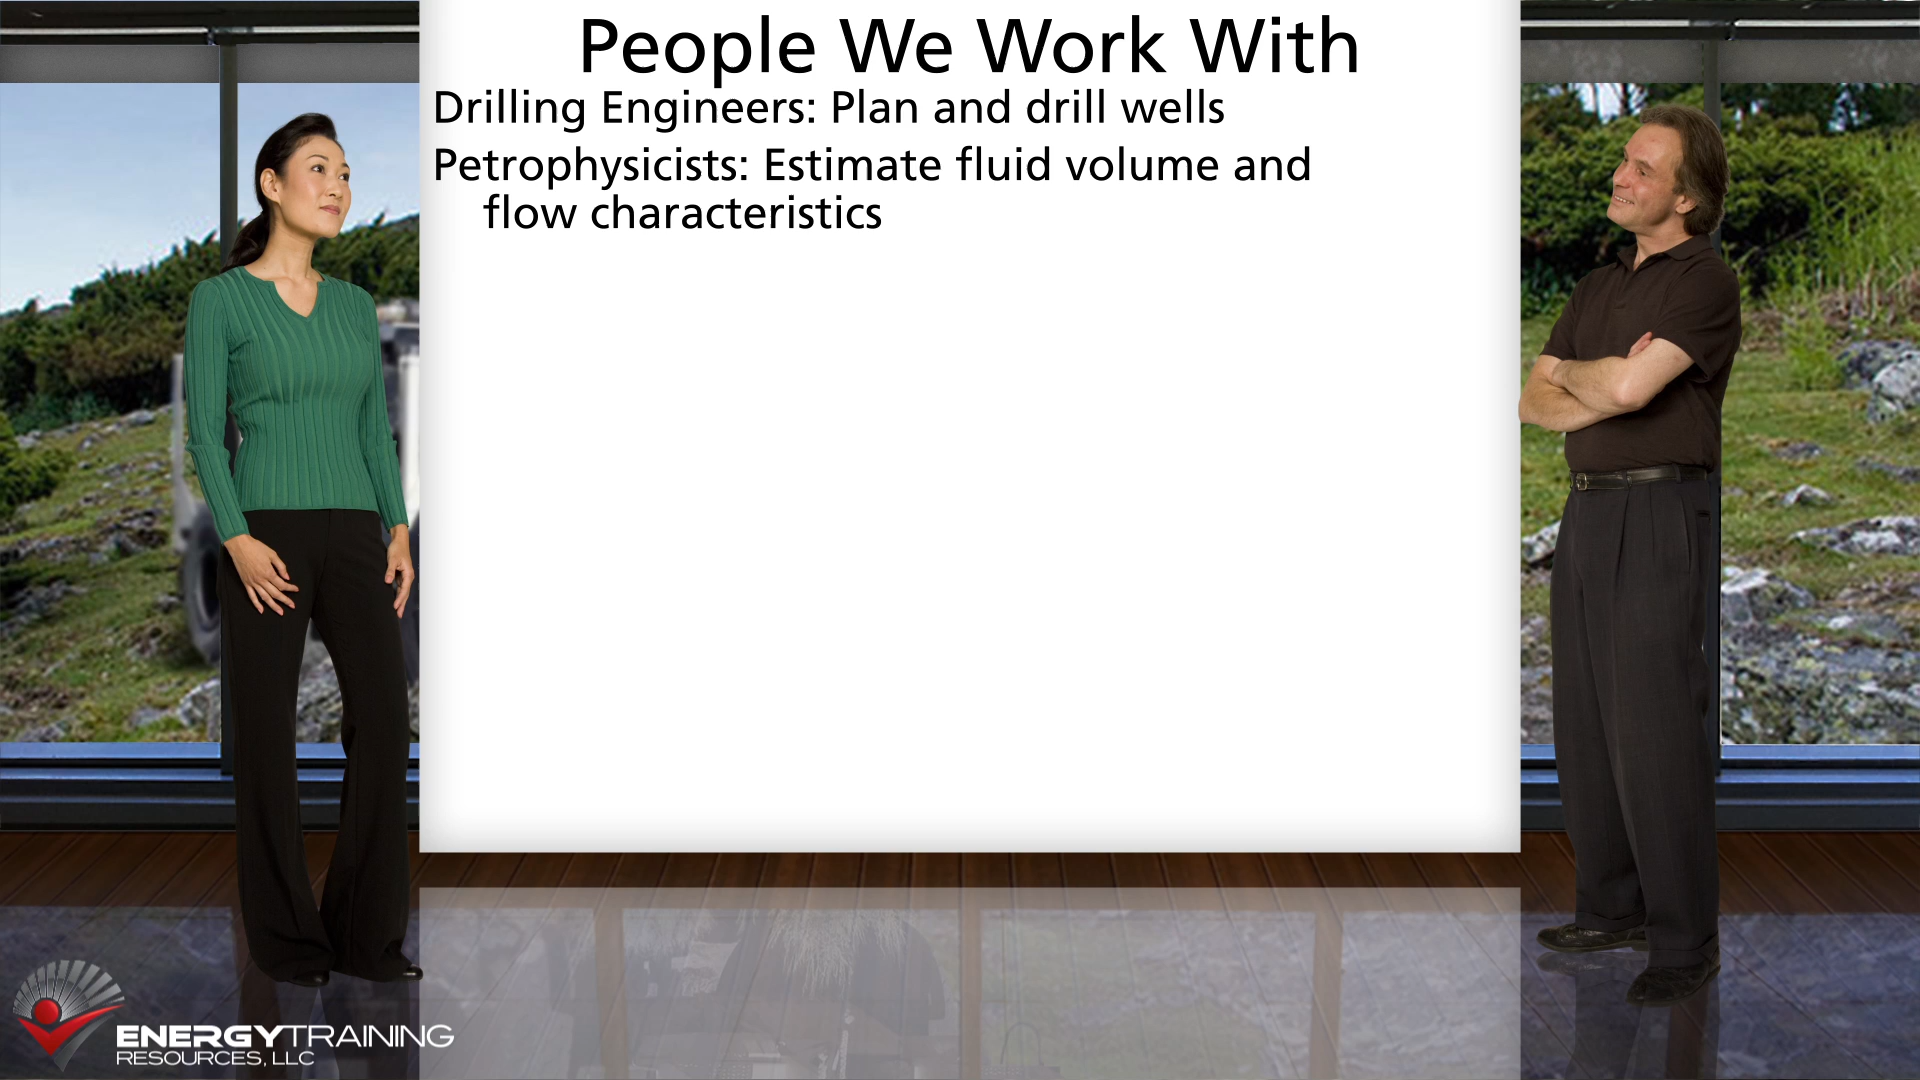 People We Work With
Drilling Engineers: Plan and drill wells
Petrophysicists: Estimate fluid volume and
flow characteristics
ENERGYTRAINING
RESOURCES, LLC